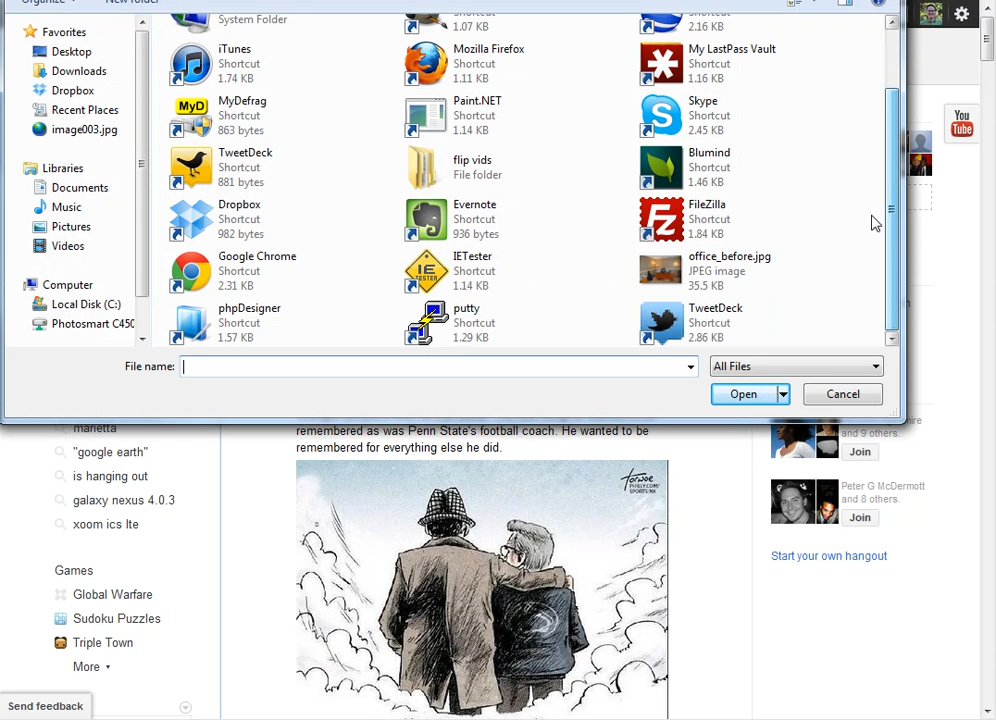 Organize
New folder
Favorites
Desktop
Downloads
Dropbox
Recent Places
image003.jpg
Libraries
Documents
Music
Pictures
Videos
Computer
Local Disk (C:)
Photosmart C450
System Folder
1.07 KB
2.16 KB
iTunes
Shortcut
1.74 KB
Mozilla Firefox
Shortcut
1.11 KB
My LastPass Vault
Shortcut
1.16 KB
MyD
MyDefrag
Shortcut
863 bytes
Paint.NET
Shortcut
1.14 KB
Skype
Shortcut
2.45 KB
TweetDeck
Shortcut
881 bytes
flip vids
File folder
Blumind
Shortcut
1.46 KB
Dropbox
Shortcut
982 bytes
Evernote
Shortcut
936 bytes
FileZilla
Shortcut
1.84 KB
Google Chrome
Shortcut
2.31 KB
IE
TESTER
IETester
Shortcut
1.14 KB
office_before.jpg
JPEG image
35.5 KB
phpDesigner
Shortcut
1.57 KB
putty
Shortcut
1.29 KB
TweetDeck
Shortcut
2.86 KB
File name:
All Files
Open
Cancel
You
Tube
marietta
"google earth"
is hanging out
galaxy nexus 4.0.3
xoom ics lte
Games
Global Warfare
Sudoku Puzzles
Triple Town
More
Send feedback
remembered as was Penn State's football coach. He wanted to be
remembered for everything else he did.
and 9 others.
Join
Peter G McDermott
and 8 others.
Join
Start your own hangout